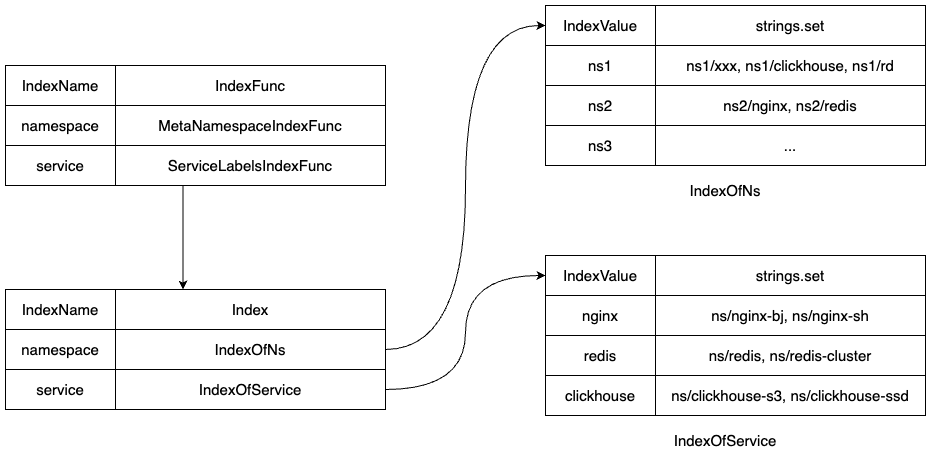 IndexName IndexFunc
namespace MetaNamespaceIndexFunc
service ServiceLabelsIndexFunc
IndexName Index
namespace IndexOfNs
service IndexOfService
IndexValue strings.set
ns1 ns1/xxx, ns1/clickhouse, ns1/rd
ns2 ns2/nginx, ns2/redis
ns3 ...
IndexOfNs
IndexValue strings.set
nginx ns/nginx-bj, ns/nginx-sh
redis ns/redis, ns/redis-cluster
clickhouse ns/clickhouse-s3, ns/clickhouse-ssd
IndexOfService